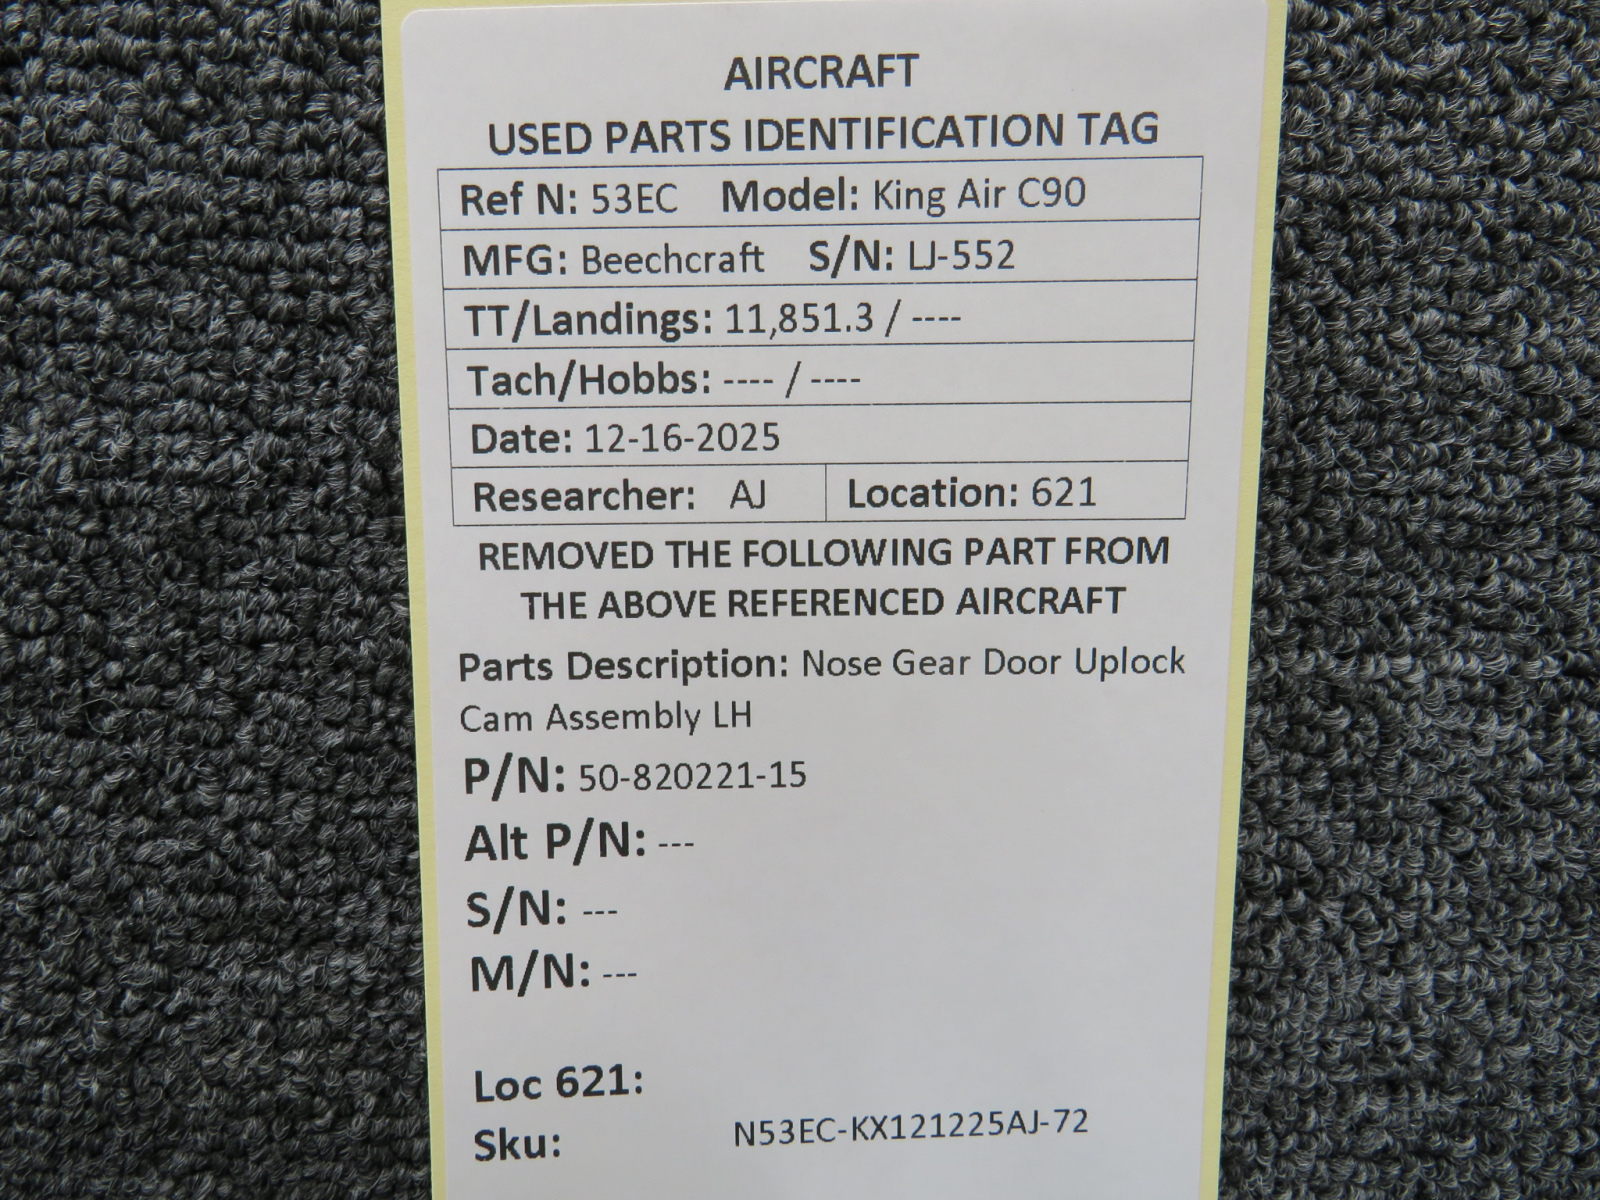 AIRCRAFT
USED PARTS IDENTIFICATION TAG
Ref N: 53EC Model: King Air C90
MFG: Beechcraft S/N: LJ-552
TT/Landings: 11,851.3 / ----
Tach/Hobbs: ---- / ----
Date: 12-16-2025
Researcher: AJ Location: 621
REMOVED THE FOLLOWING PART FROM
THE ABOVE REFERENCED AIRCRAFT
Parts Description: Nose Gear Door Uplock
Cam Assembly LH
P/N: 50-820221-15
Alt P/N: ---
S/N: ---
M/N: ---
Loc 621:
Sku: N53EC-KX121225AJ-72